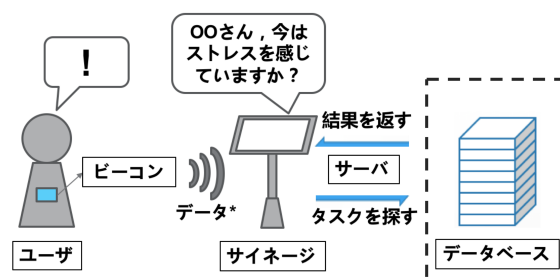 !
OOさん，今は
ストレスを感じ
ていますか？
ビーコン
データ*
結果を返す
サーバ
タスクを探す
ユーザ
サイネージ
データベース